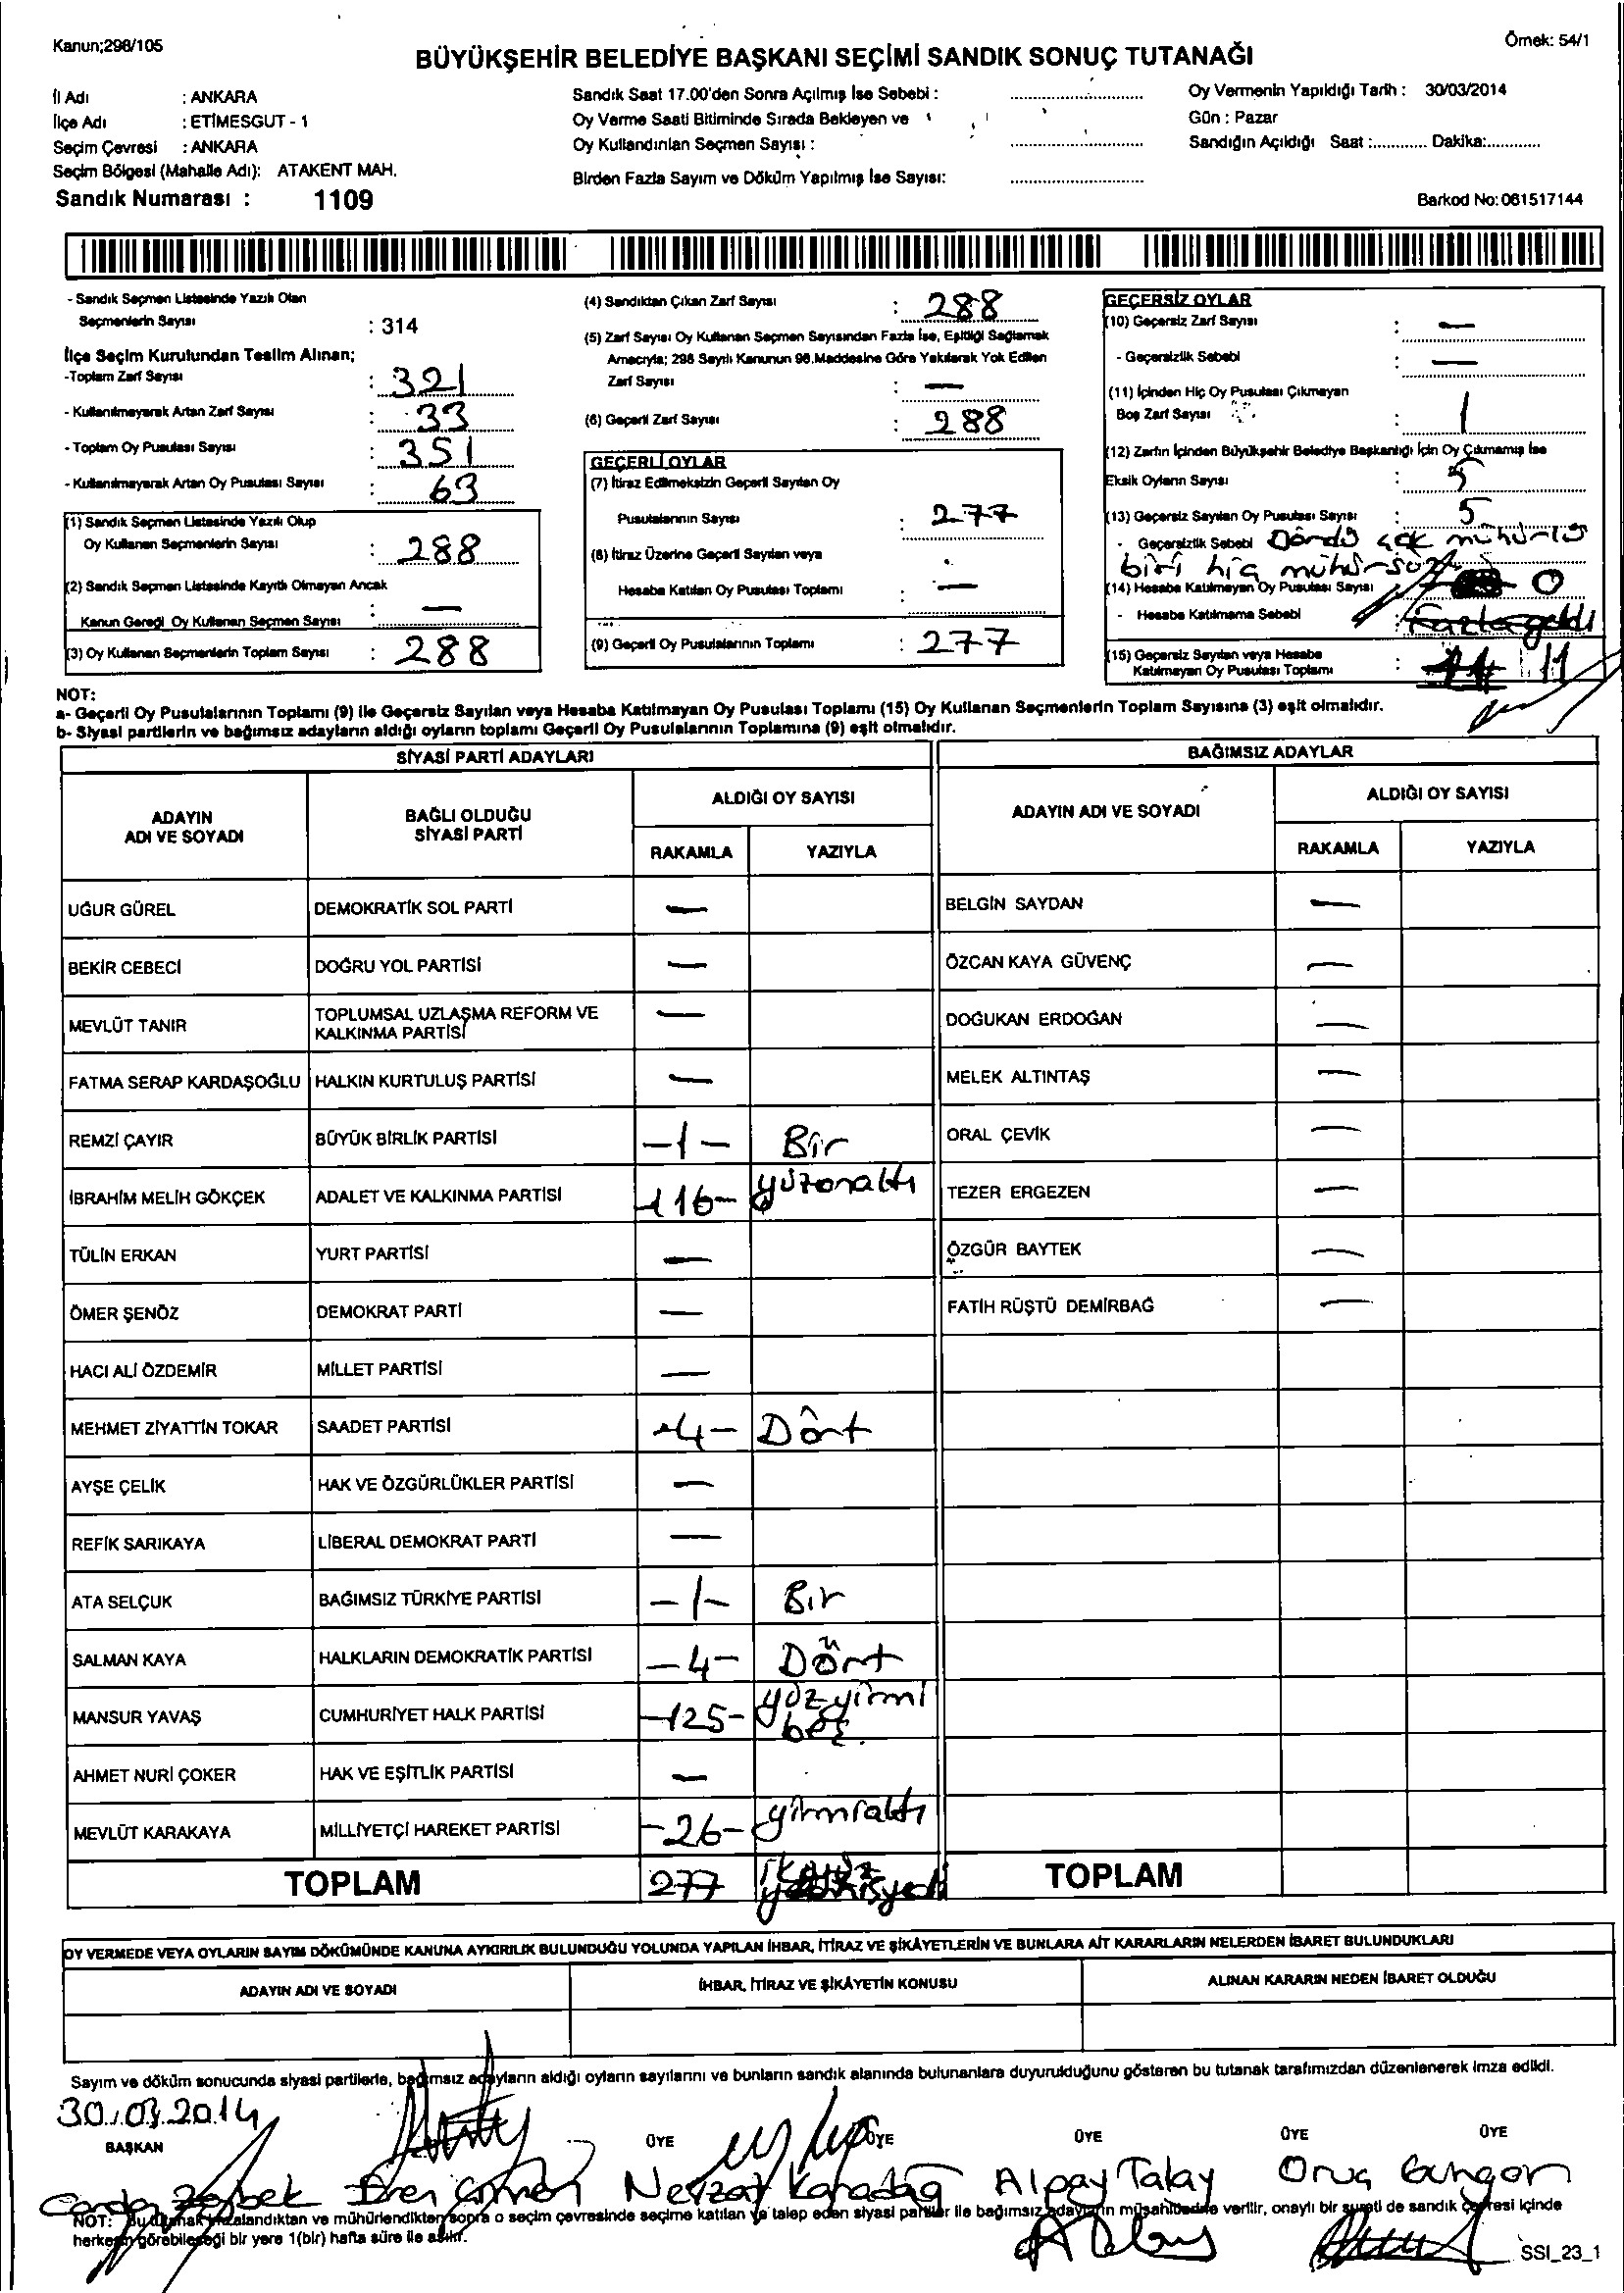 Kanun;298/105
Örnek: 54/1
BÜYÜKŞEHİR BELEDİYE BAŞKANI SEÇİMİ SANDIK SONUÇ TUTANAĞI
İl Adı : ANKARA
İlçe Adı : ETİMESGUT - 1
Seçim Çevresi : ANKARA
Seçim Bölgesi (Mahalle Adı): ATAKENT MAH.
Sandık Numarası : 1109
Sandık Saat 17.00'den Sonra Açılmış İse Sebebi :
Oy Verme Saati Bitiminde Sırada Bekleyen ve
Oy Kullandırılan Seçmen Sayısı :
Birden Fazla Sayım ve Döküm Yapılmış İse Sayısı:
Oy Vermenin Yapıldığı Tarih : 30/03/2014
Gün : Pazar
Sandığın Açıldığı Saat :............ Dakika:............
Barkod No: 061517144
- Sandık Seçmen Listesinde Yazılı Olan
Seçmenlerin Sayısı : 314
İlçe Seçim Kurulundan Teslim Alınan;
-Toplam Zarf Sayısı : 321
- Kullanılmayarak Artan Zarf Sayısı : 33
- Toplam Oy Pusulası Sayısı : 351
- Kullanılmayarak Artan Oy Pusulası Sayısı : 63
(1) Sandık Seçmen Listesinde Yazılı Olup
Oy Kullanan Seçmenlerin Sayısı : 288
(2) Sandık Seçmen Listesinde Kayıtlı Olmayan Ancak
Kanun Gereği Oy Kullanan Seçmen Sayısı : —
(3) Oy Kullanan Seçmenlerin Toplam Sayısı : 288
(4) Sandıktan Çıkan Zarf Sayısı : 288
(5) Zarf Sayısı Oy Kullanan Seçmen Sayısından Fazla İse, Eşitliği Sağlamak
Amacıyla; 298 Sayılı Kanunun 98.Maddesine Göre Yakılarak Yok Edilen
Zarf Sayısı : —
(6) Geçerli Zarf Sayısı : 288
GEÇERLİ OYLAR
(7) İtiraz Edilmeksizin Geçerli Sayılan Oy
Pusulalarının Sayısı : 277
(8) İtiraz Üzerine Geçerli Sayılan veya
Hesaba Katılan Oy Pusulası Toplamı : —
(9) Geçerli Oy Pusulalarının Toplamı : 277
GEÇERSİZ OYLAR
(10) Geçersiz Zarf Sayısı : —
- Geçersizlik Sebebi : —
(11) İçinden Hiç Oy Pusulası Çıkmayan
Boş Zarf Sayısı : 1
(12) Zarfın İçinden Büyükşehir Belediye Başkanlığı İçin Oy Çıkmamış İse
Eksik Oyların Sayısı : 5
(13) Geçersiz Sayılan Oy Pusulası Sayısı : 5
- Geçersizlik Sebebi Dördü çok mühürlü
biri hiç mühürsüz
(14) Hesaba Katılmayan Oy Pusulası Sayısı 0
- Hesaba Katılmama Sebebi : Fazla geldi
(15) Geçersiz Sayılan veya Hesaba
Katılmayan Oy Pusulası Toplamı : 11 11
NOT:
a- Geçerli Oy Pusulalarının Toplamı (9) ile Geçersiz Sayılan veya Hesaba Katılmayan Oy Pusulası Toplamı (15) Oy Kullanan Seçmenlerin Toplam Sayısına (3) eşit olmalıdır.
b- Siyasi partilerin ve bağımsız adayların aldığı oyların toplamı Geçerli Oy Pusulalarının Toplamına (9) eşit olmalıdır.
SİYASİ PARTİ ADAYLARI
ADAYIN ADI VE SOYADI
BAĞLI OLDUĞU SİYASİ PARTİ
ALDIĞI OY SAYISI
RAKAMLA YAZIYLA
UĞUR GÜREL DEMOKRATİK SOL PARTİ —
BEKİR CEBECİ DOĞRU YOL PARTİSİ —
MEVLÜT TANIR TOPLUMSAL UZLAŞMA REFORM VE KALKINMA PARTİSİ —
FATMA SERAP KARDAŞOĞLU HALKIN KURTULUŞ PARTİSİ —
REMZİ ÇAYIR BÜYÜK BİRLİK PARTİSİ -1- Bir
İBRAHİM MELİH GÖKÇEK ADALET VE KALKINMA PARTİSİ -116- yüzonaltı
TÜLİN ERKAN YURT PARTİSİ —
ÖMER ŞENÖZ DEMOKRAT PARTİ —
HACI ALİ ÖZDEMİR MİLLET PARTİSİ —
MEHMET ZİYATTİN TOKAR SAADET PARTİSİ -4- Dört
AYŞE ÇELİK HAK VE ÖZGÜRLÜKLER PARTİSİ —
REFİK SARIKAYA LİBERAL DEMOKRAT PARTİ —
ATA SELÇUK BAĞIMSIZ TÜRKİYE PARTİSİ -1- Bir
SALMAN KAYA HALKLARIN DEMOKRATİK PARTİSİ -4- Dört
MANSUR YAVAŞ CUMHURİYET HALK PARTİSİ -125- yüzyirmi beş.
AHMET NURİ ÇOKER HAK VE EŞİTLİK PARTİSİ —
MEVLÜT KARAKAYA MİLLİYETÇİ HAREKET PARTİSİ -26- yirmialtı
TOPLAM 277 ikiyüz yetmişyedi
BAĞIMSIZ ADAYLAR
ADAYIN ADI VE SOYADI
ALDIĞI OY SAYISI
RAKAMLA YAZIYLA
BELGİN SAYDAN —
ÖZCAN KAYA GÜVENÇ —
DOĞUKAN ERDOĞAN —
MELEK ALTINTAŞ —
ORAL ÇEVİK —
TEZER ERGEZEN —
ÖZGÜR BAYTEK —
FATİH RÜŞTÜ DEMİRBAĞ —
TOPLAM
OY VERMEDE VEYA OYLARIN SAYIM DÖKÜMÜNDE KANUNA AYKIRILIK BULUNDUĞU YOLUNDA YAPILAN İHBAR, İTİRAZ VE ŞİKÂYETLERİN VE BUNLARA AİT KARARLARIN NELERDEN İBARET BULUNDUKLARI
ADAYIN ADI VE SOYADI
İHBAR, İTİRAZ VE ŞİKÂYETİN KONUSU
ALINAN KARARIN NEDEN İBARET OLDUĞU
Sayım ve döküm sonucunda siyasi partilerle, bağımsız adayların aldığı oyların sayılarını ve bunların sandık alanında bulunanlara duyurulduğunu gösteren bu tutanak tarafımızdan düzenlenerek imza edildi.
30.03.2014
BAŞKAN ÜYE ÜYE ÜYE ÜYE ÜYE
Zeybek Nevzat Karadağ Alpay Talay Oruç Güngör
NOT: Bu tutanak imzalandıktan ve mühürlendikten sonra o seçim çevresinde seçime katılan ve talep eden siyasi partiler ile bağımsız adayların müşahitlerine verilir, onaylı bir sureti de sandık çevresi içinde
herkesin görebileceği bir yere 1(bir) hafta süre ile asılır.
SSI_23_1